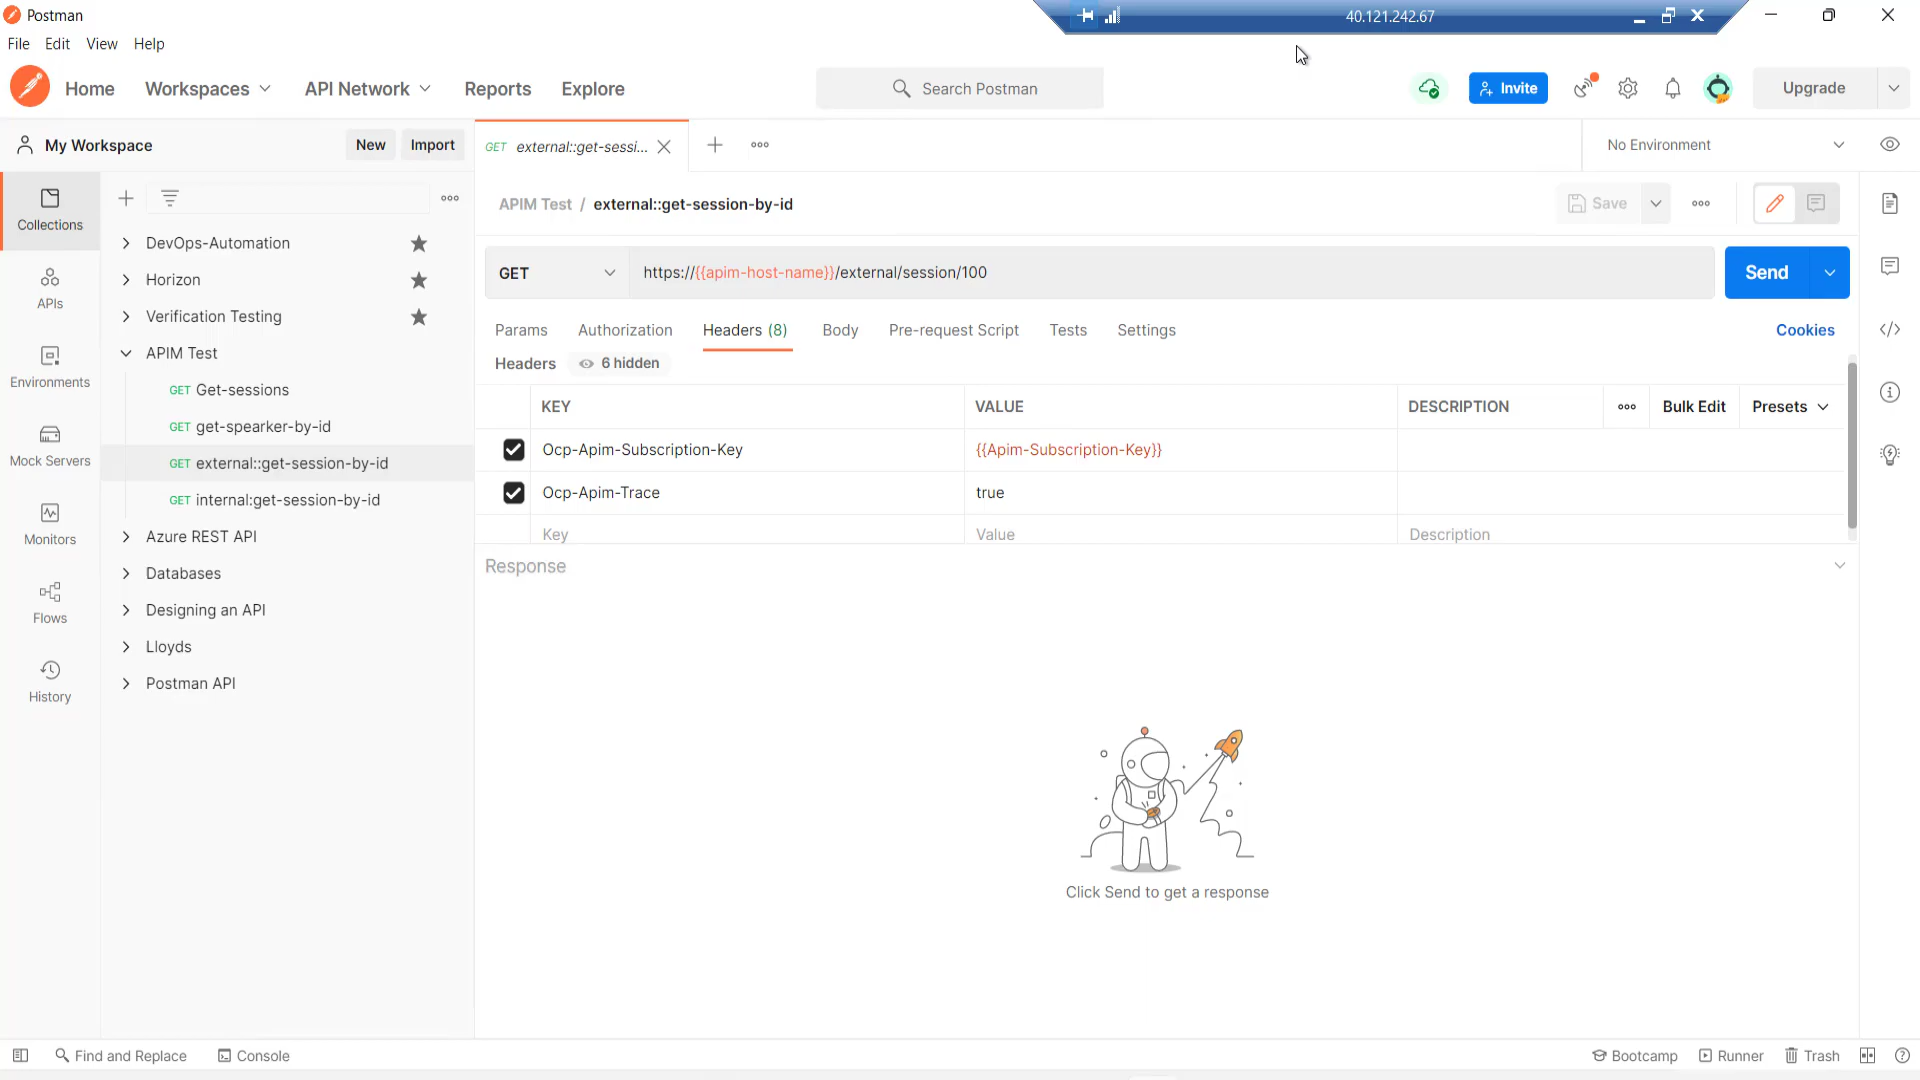 Postman
40.121.242.67
File Edit View Help
Home Workspaces API Network Reports Explore
Search Postman
Invite
Upgrade
My Workspace
New Import
GET external::get-sessi...
No Environment
Collections
APIs
Environments
Mock Servers
Monitors
Flows
History
DevOps-Automation
Horizon
Verification Testing
APIM Test
GET Get-sessions
GET get-spearker-by-id
GET external::get-session-by-id
GET internal:get-session-by-id
Azure REST API
Databases
Designing an API
Lloyds
Postman API
APIM Test / external::get-session-by-id
Save
GET https://{{apim-host-name}}/external/session/100
Send
Params Authorization Headers (8) Body Pre-request Script Tests Settings
Cookies
Headers 6 hidden
KEY VALUE DESCRIPTION Bulk Edit Presets
Ocp-Apim-Subscription-Key {{Apim-Subscription-Key}}
Ocp-Apim-Trace true
Key Value Description
Response
Click Send to get a response
Find and Replace Console
Bootcamp Runner Trash